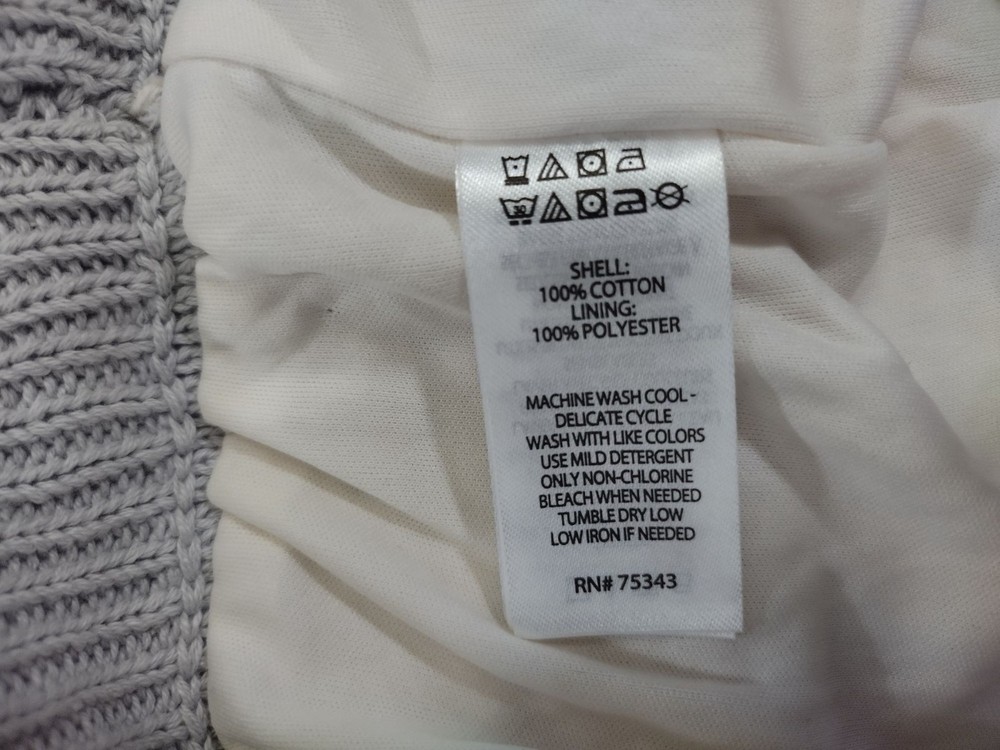 30
SHELL:
100% COTTON
LINING:
100% POLYESTER
MACHINE WASH COOL -
DELICATE CYCLE
WASH WITH LIKE COLORS
USE MILD DETERGENT
ONLY NON-CHLORINE
BLEACH WHEN NEEDED
TUMBLE DRY LOW
LOW IRON IF NEEDED
RN# 75343